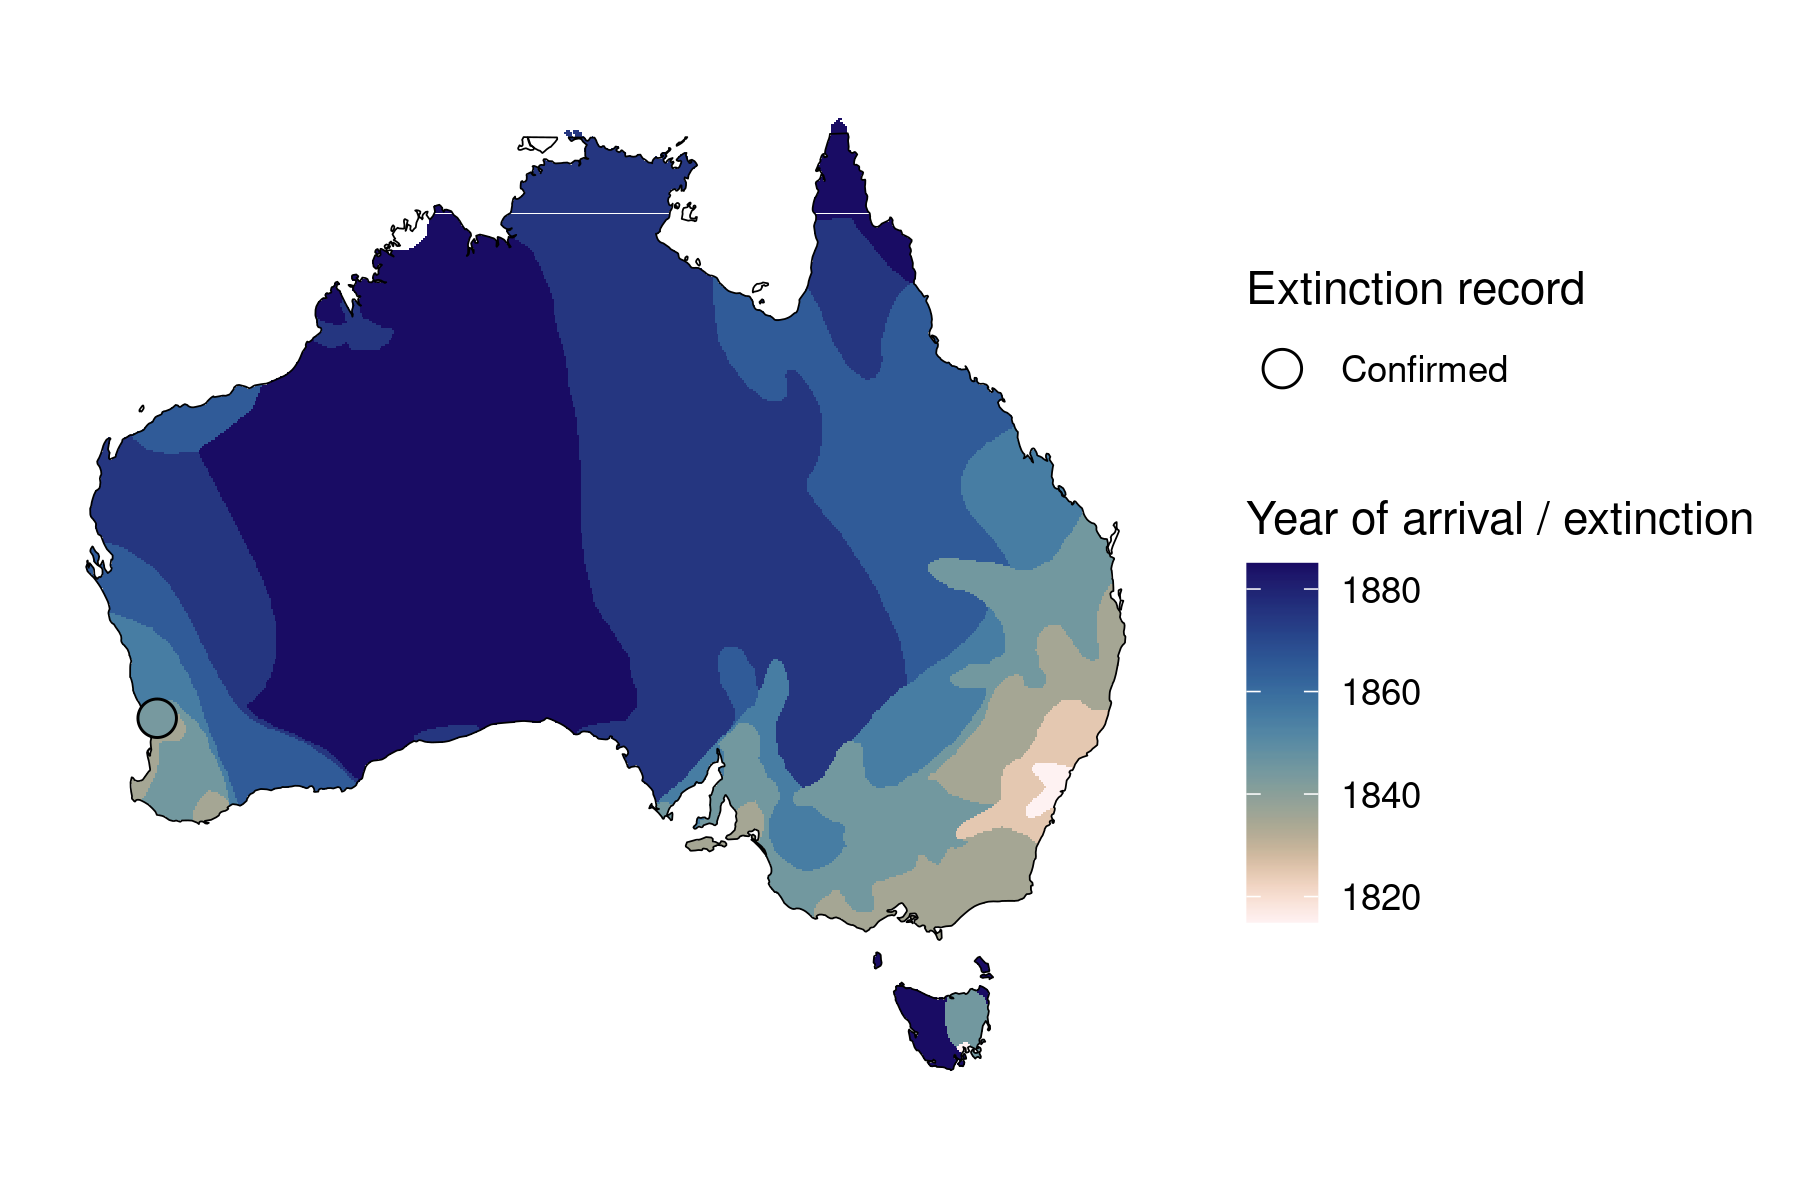 Extinction record
Confirmed
Year of arrival / extinction
1880
1860
1840
1820